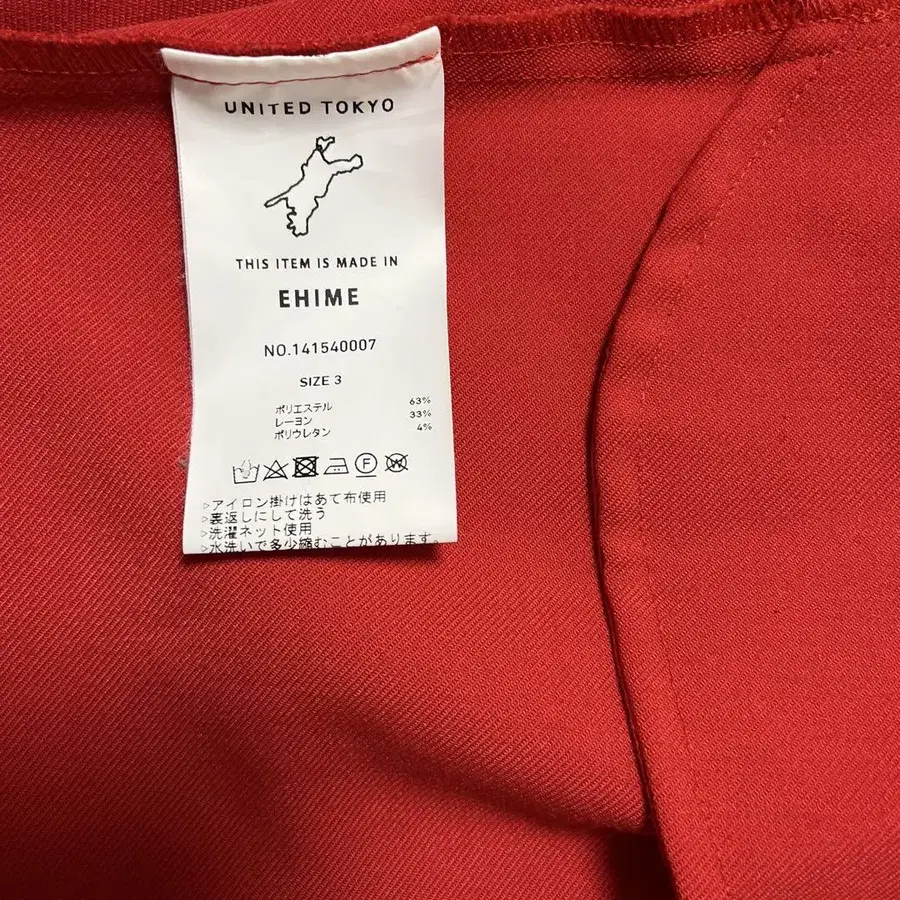 UNITED TOKYO
THIS ITEM IS MADE IN
EHIME
NO.141540007
SIZE 3
ポリエステル 63%
レーヨン 33%
ポリウレタン 4%
F
W
▷アイロン掛けはあて布使用
▷裏返しにして洗う
▷洗濯ネット使用
▷水洗いで多少縮むことがあります。